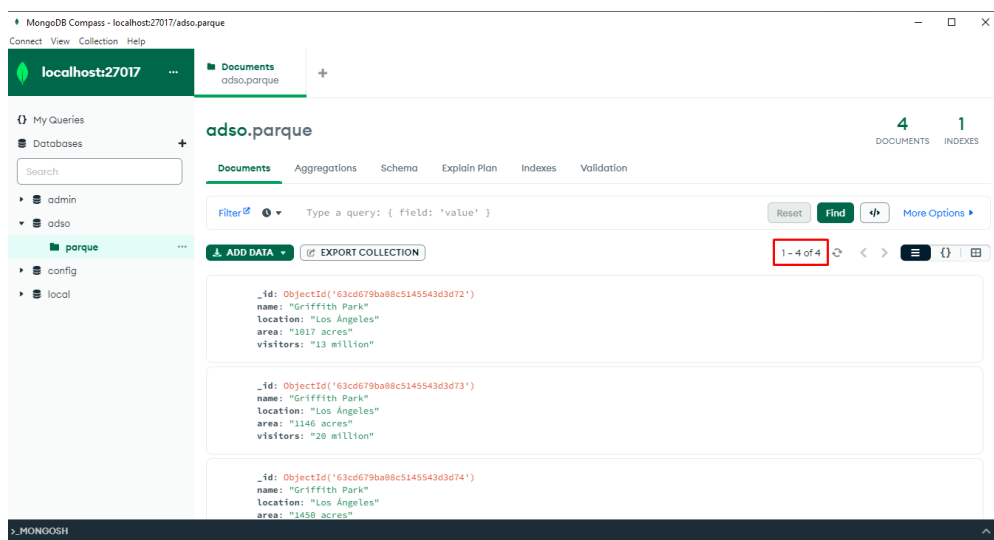 MongoDB Compass - localhost:27017/adso.parque
Connect View Collection Help
localhost:27017 ...
Documents
adso.parque
+
{} My Queries
Databases +
Search
admin
adso
parque ...
config
local
adso.parque
4
DOCUMENTS
1
INDEXES
Documents Aggregations Schema Explain Plan Indexes Validation
Filter Type a query: { field: 'value' } Reset Find </> More Options
ADD DATA EXPORT COLLECTION 1 – 4 of 4 {}
_id: ObjectId('63cd679ba08c5145543d3d72')
name: "Griffith Park"
location: "Los Ángeles"
area: "1017 acres"
visitors: "13 million"
_id: ObjectId('63cd679ba08c5145543d3d73')
name: "Griffith Park"
location: "Los Ángeles"
area: "1146 acres"
visitors: "20 million"
_id: ObjectId('63cd679ba08c5145543d3d74')
name: "Griffith Park"
location: "Los Ángeles"
area: "1450 acres"
>_MONGOSH